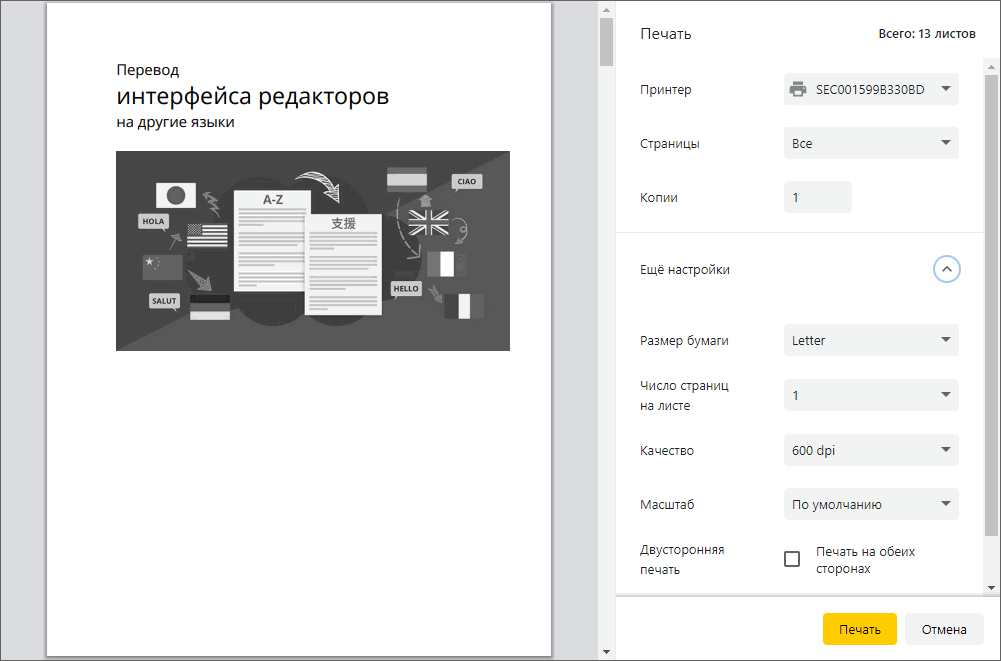 Перевод
интерфейса редакторов
на другие языки
A-Z
支援
HOLA
SALUT
CIAO
HELLO
Печать
Всего: 13 листов
Принтер
SEC001599B330BD
Страницы
Все
Копии
1
Ещё настройки
Размер бумаги
Letter
Число страниц
на листе
1
Качество
600 dpi
Масштаб
По умолчанию
Двусторонняя
печать
Печать на обеих
сторонах
Печать
Отмена